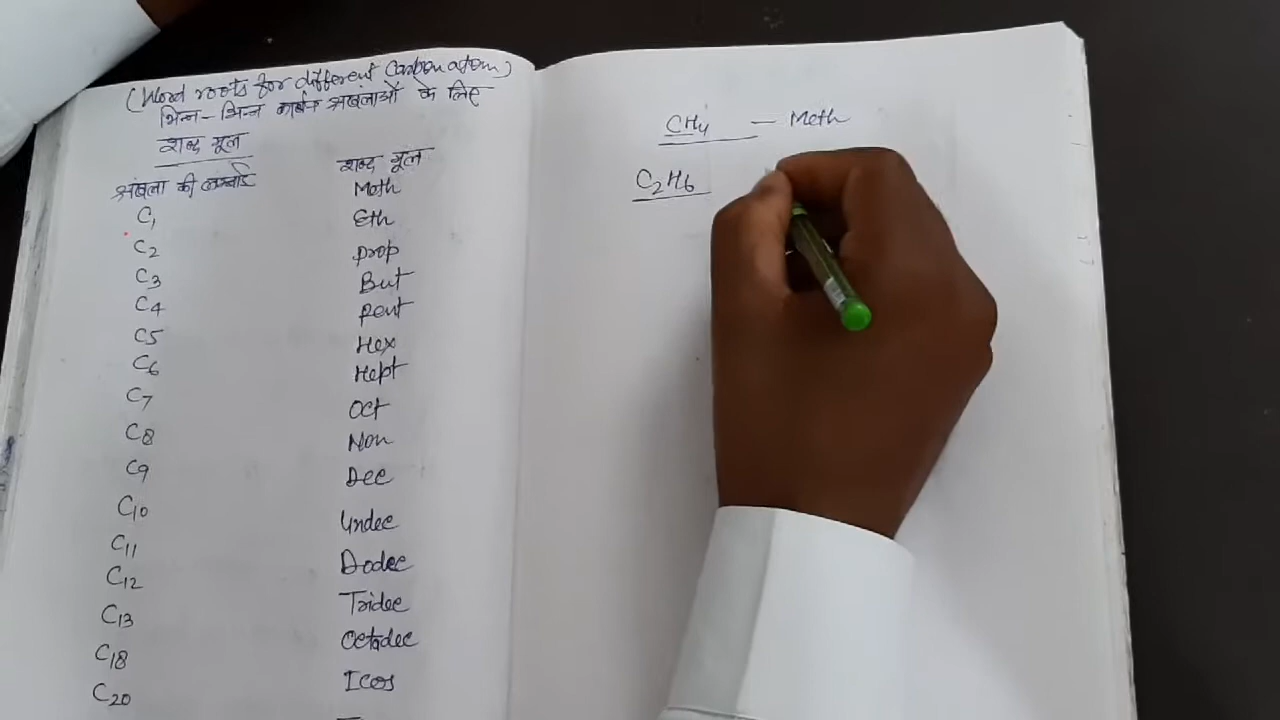 (Word roots for different Carbon atom)
भिन्न-भिन्न कार्बन श्रृंखलाओं के लिए
शब्द मूल
श्रृंखला की लम्बाई शब्द मूल
C₁ Meth
C₂ Eth
C₃ Prop
C₄ But
C5 Pent
C₆ Hex
C₇ Hept
C8 Oct
C9 Non
C₁₀ Dec
C₁₁ Undec
C₁₂ Dodec
C₁₃ Tridec
C₁₈ Octadec
C₂₀ Icos
CH₄ — Meth
C₂H₆